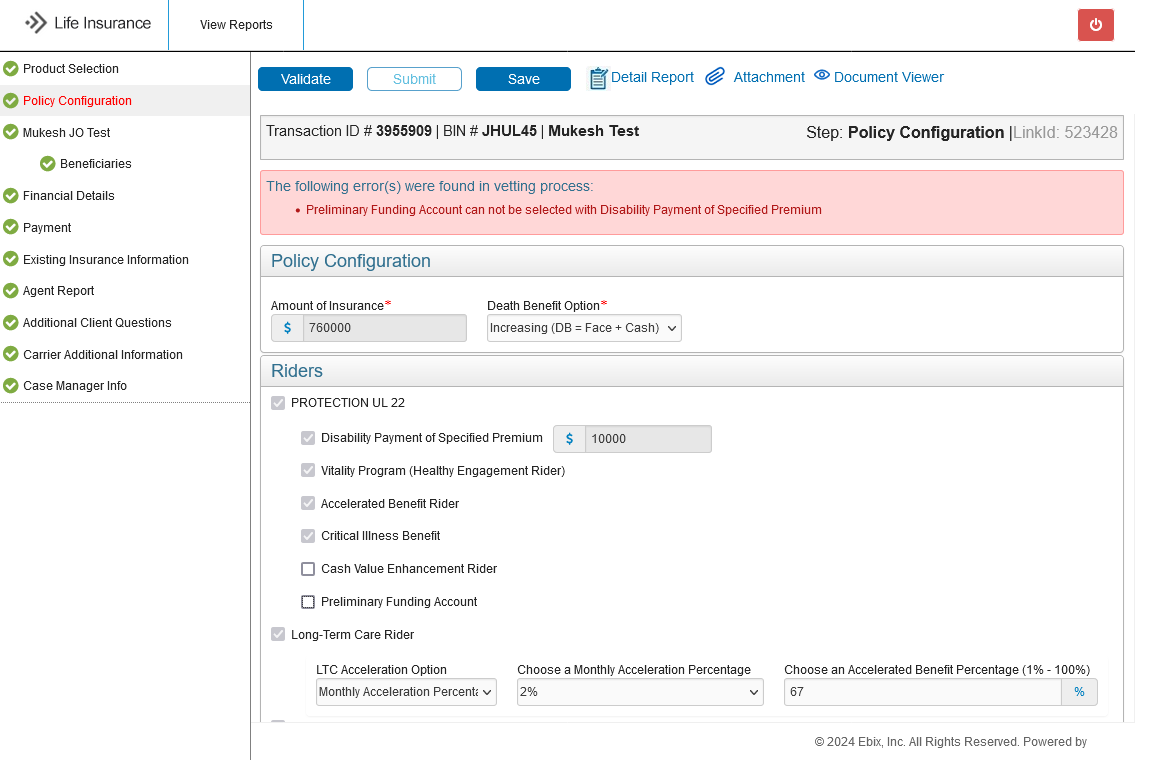 Life Insurance
View Reports
Product Selection
Policy Configuration
Mukesh JO Test
Beneficiaries
Financial Details
Payment
Existing Insurance Information
Agent Report
Additional Client Questions
Carrier Additional Information
Case Manager Info
Validate Submit Save Detail Report Attachment Document Viewer
Transaction ID # 3955909 | BIN # JHUL45 | Mukesh Test Step: Policy Configuration |LinkId: 523428
The following error(s) were found in vetting process:
• Preliminary Funding Account can not be selected with Disability Payment of Specified Premium
Policy Configuration
Amount of Insurance* Death Benefit Option*
$ 760000 Increasing (DB = Face + Cash)
Riders
PROTECTION UL 22
Disability Payment of Specified Premium $ 10000
Vitality Program (Healthy Engagement Rider)
Accelerated Benefit Rider
Critical Illness Benefit
Cash Value Enhancement Rider
Preliminary Funding Account
Long-Term Care Rider
LTC Acceleration Option Choose a Monthly Acceleration Percentage Choose an Accelerated Benefit Percentage (1% - 100%)
Monthly Acceleration Percenta 2% 67 %
© 2024 Ebix, Inc. All Rights Reserved. Powered by